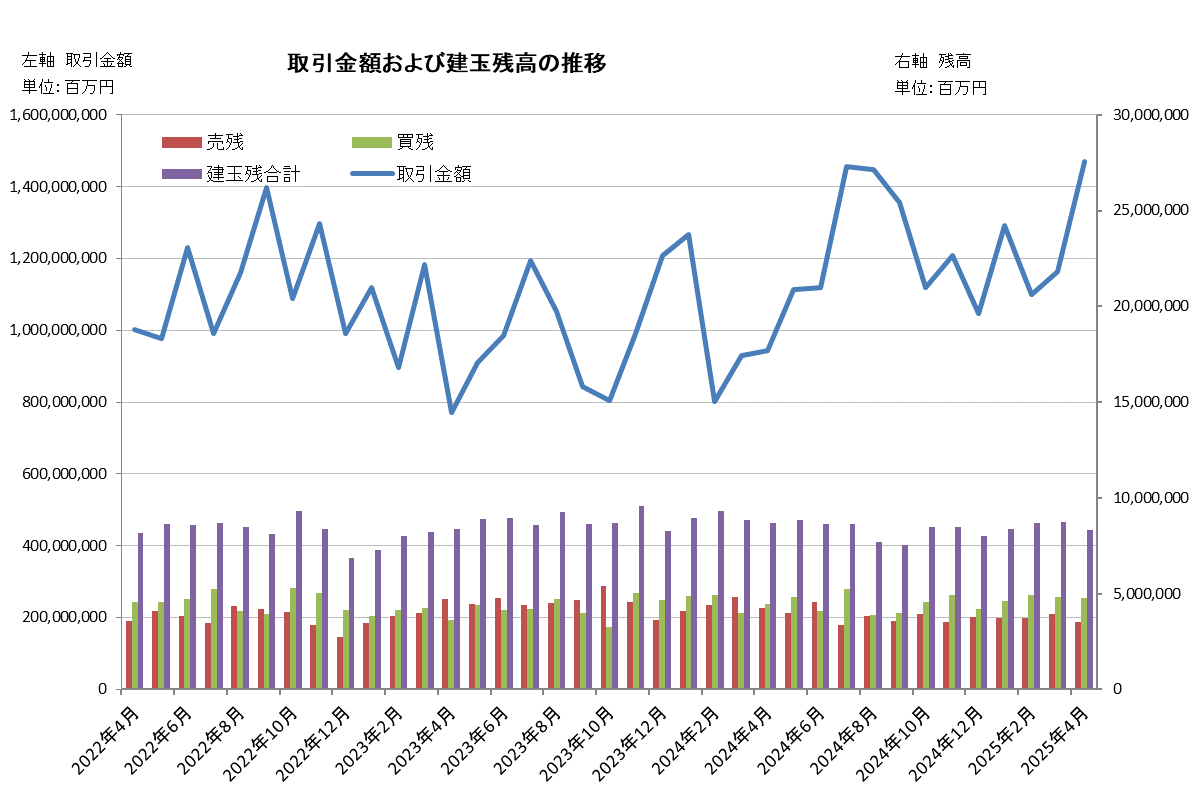 取引金額および建玉残高の推移
左軸 取引金額
単位: 百万円
右軸 残高
単位: 百万円
売残
買残
建玉残合計
取引金額
1,600,000,000
1,400,000,000
1,200,000,000
1,000,000,000
800,000,000
600,000,000
400,000,000
200,000,000
0
30,000,000
25,000,000
20,000,000
15,000,000
10,000,000
5,000,000
0
2022年4月
2022年6月
2022年8月
2022年10月
2022年12月
2023年2月
2023年4月
2023年6月
2023年8月
2023年10月
2023年12月
2024年2月
2024年4月
2024年6月
2024年8月
2024年10月
2024年12月
2025年2月
2025年4月